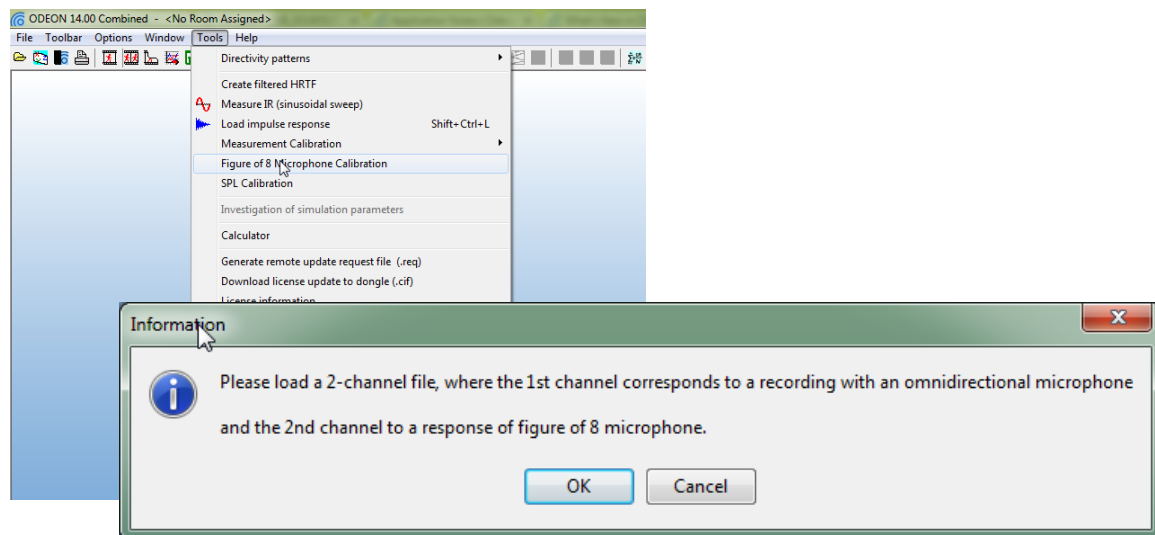 ODEON 14.00 Combined - <No Room Assigned>
File Toolbar Options Window Tools Help
Directivity patterns
Create filtered HRTF
Measure IR (sinusoidal sweep)
Load impulse response Shift+Ctrl+L
Measurement Calibration
Figure of 8 Microphone Calibration
SPL Calibration
Investigation of simulation parameters
Calculator
Generate remote update request file (.req)
Download license update to dongle (.cif)
License information
Information
Please load a 2-channel file, where the 1st channel corresponds to a recording with an omnidirectional microphone
and the 2nd channel to a response of figure of 8 microphone.
OK Cancel